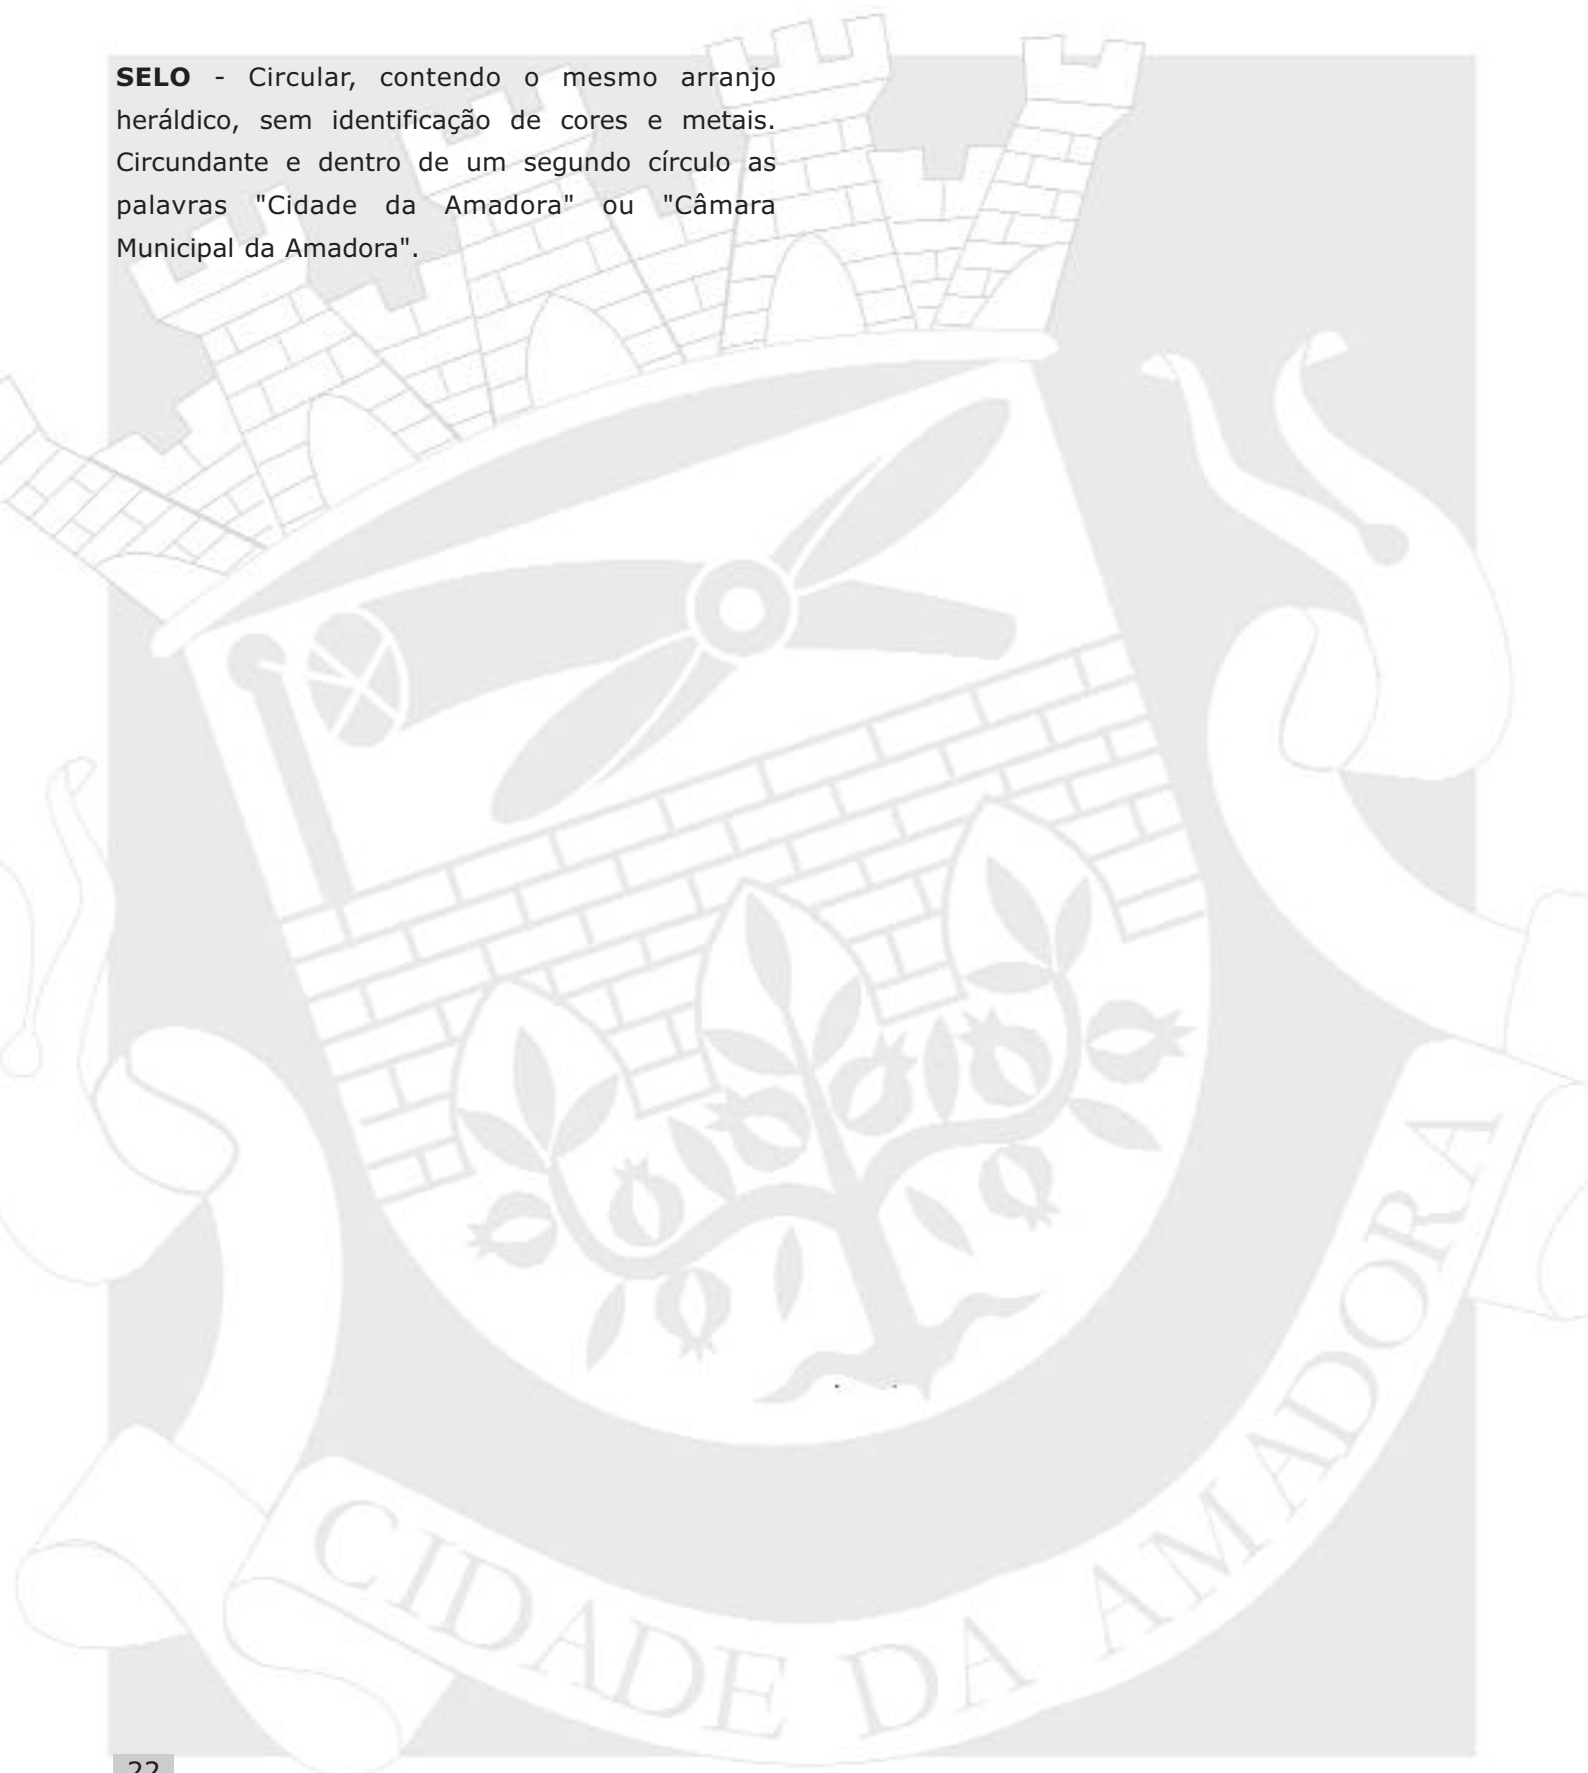 SELO - Circular, contendo o mesmo arranjo
heráldico, sem identificação de cores e metais.
Circundante e dentro de um segundo círculo as
palavras "Cidade da Amadora" ou "Câmara
Municipal da Amadora".
CIDADE DA AMADORA
22